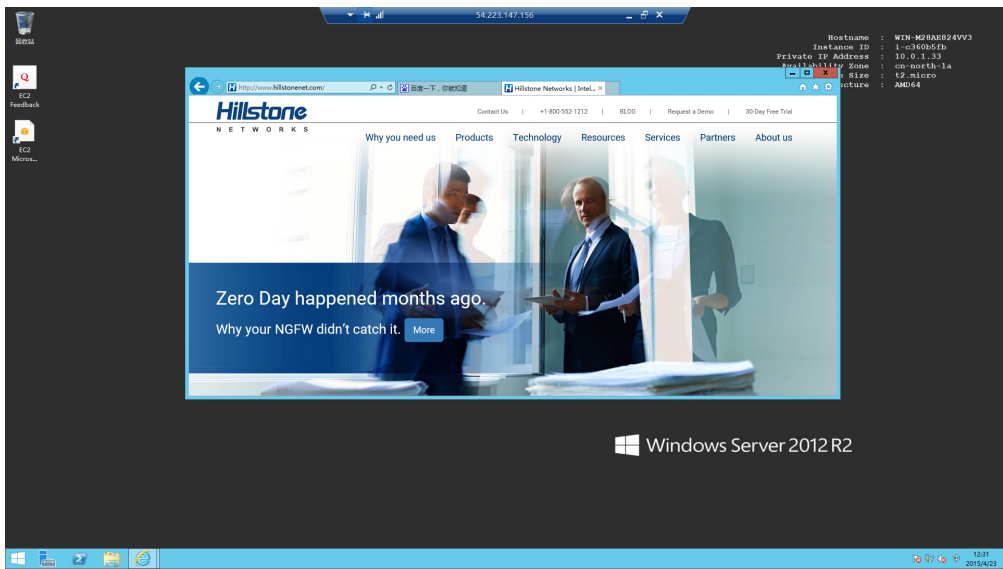 54.223.147.156
回收站
EC2
Feedback
EC2
Micros...
Hostname : WIN-M28AE824VV3
Instance ID : i-c360b5fb
Private IP Address : 10.0.1.33
Availability Zone : cn-north-1a
Size : t2.micro
cture : AMD64
http://www.hillstonenet.com/
百度一下，你就知道
Hillstone Networks | Intel...
Hillstone
NETWORKS
Contact Us | +1-800-552-1212 | BLOG | Request a Demo | 30-Day Free Trial
Why you need us Products Technology Resources Services Partners About us
Zero Day happened months ago.
Why your NGFW didn't catch it. More
Windows Server 2012 R2
中
12:31
2015/4/23